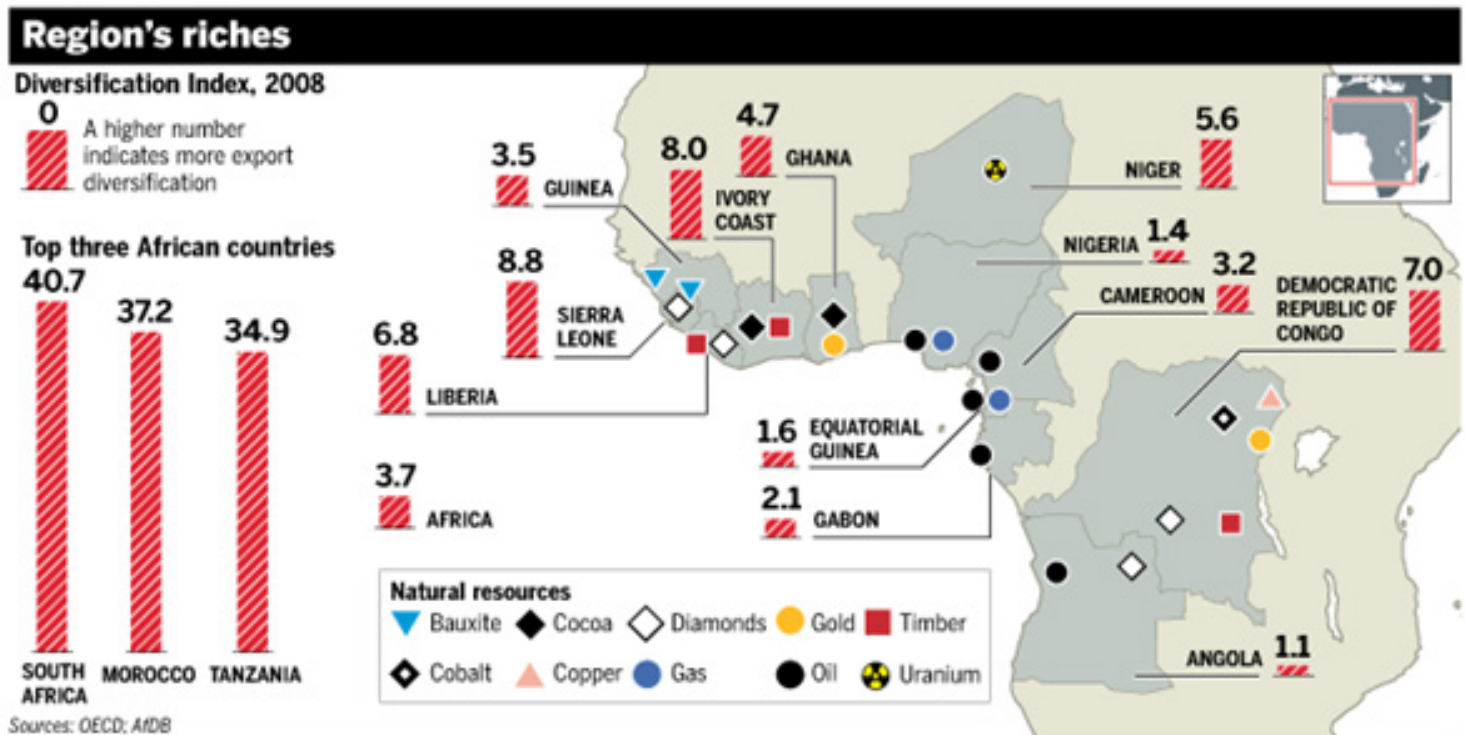 Region's riches
Diversification Index, 2008
0
A higher number
indicates more export
diversification
Top three African countries
40.7
SOUTH
AFRICA
37.2
MOROCCO
34.9
TANZANIA
Sources: OECD; AfDB
3.5
GUINEA
8.8
SIERRA
LEONE
6.8
LIBERIA
3.7
AFRICA
8.0
IVORY
COAST
4.7
GHANA
5.6
NIGER
NIGERIA
1.4
CAMEROON
3.2
DEMOCRATIC
REPUBLIC OF
CONGO
7.0
1.6
EQUATORIAL
GUINEA
2.1
GABON
ANGOLA
1.1
Natural resources
Bauxite
Cocoa
Diamonds
Gold
Timber
Cobalt
Copper
Gas
Oil
Uranium